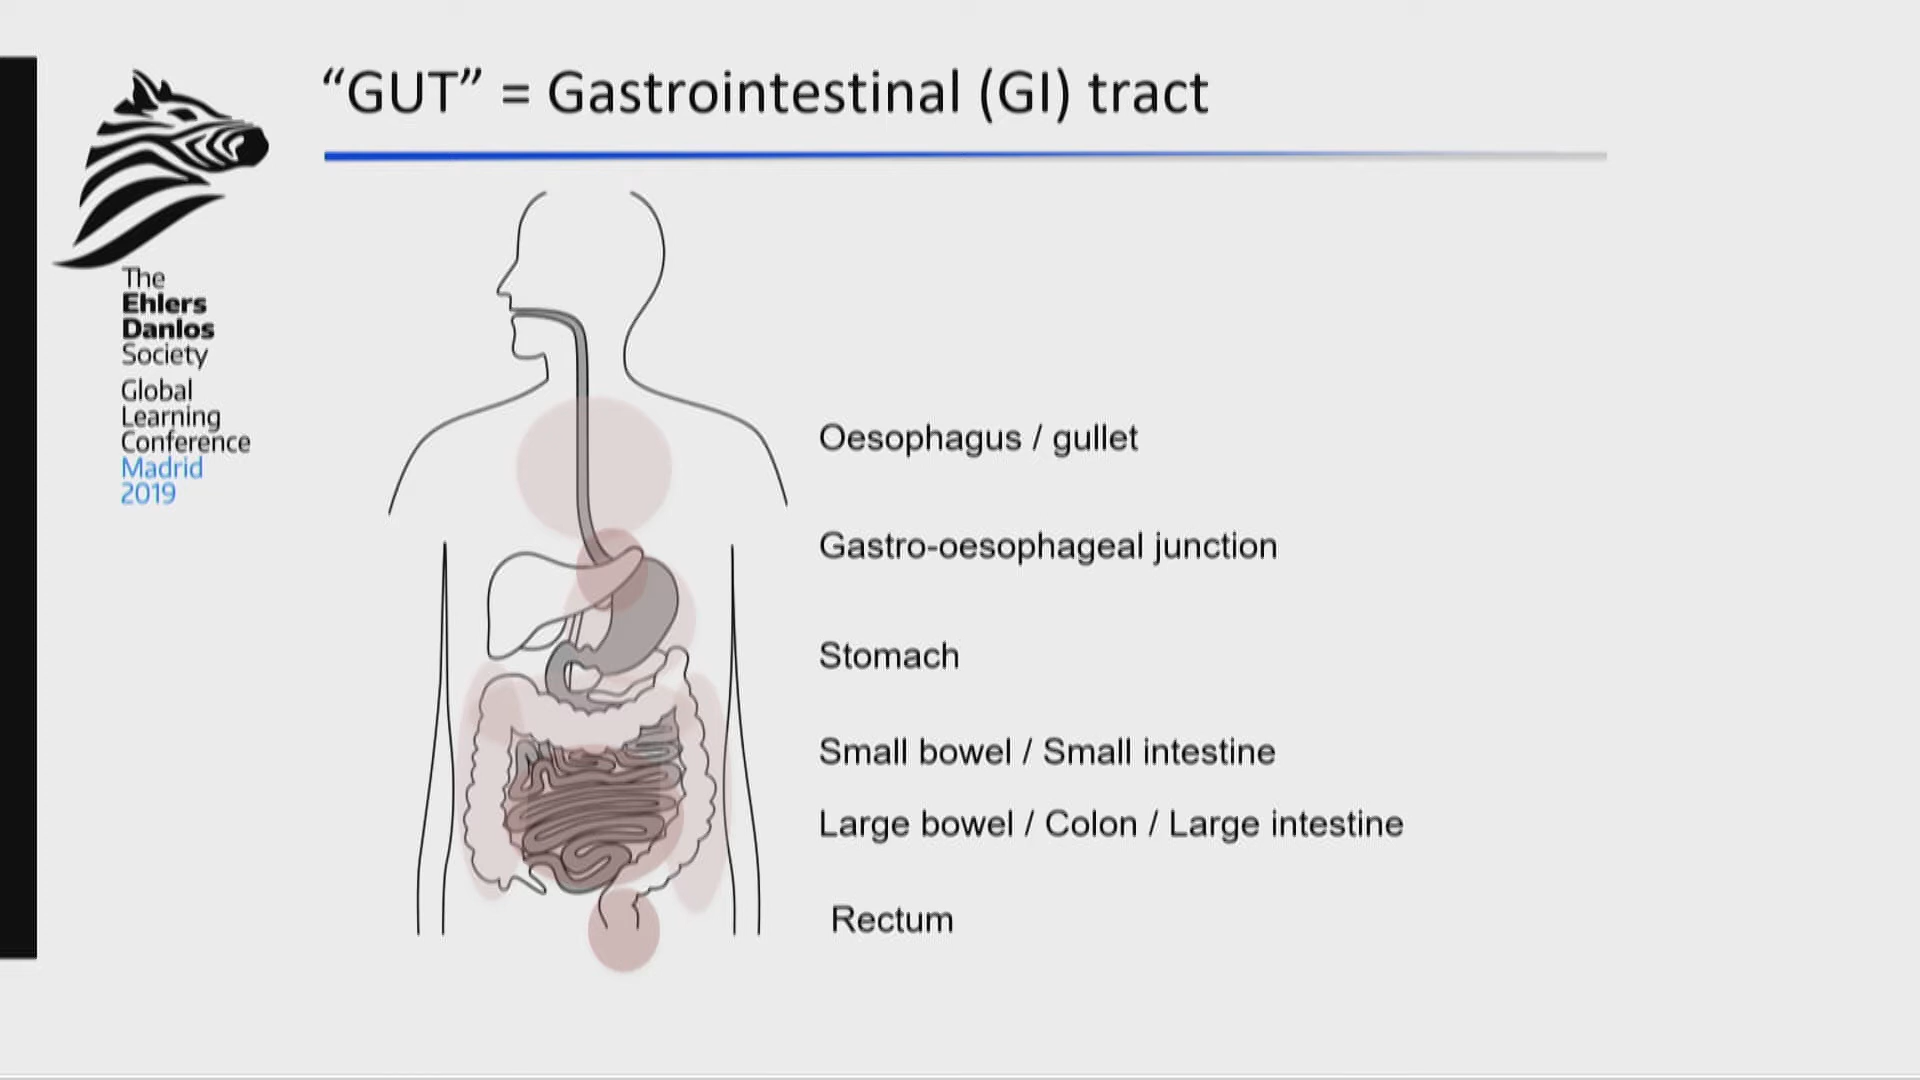 “GUT” = Gastrointestinal (GI) tract
The
Ehlers
Danlos
Society
Global
Learning
Conference
Madrid
2019
Oesophagus / gullet
Gastro-oesophageal junction
Stomach
Small bowel / Small intestine
Large bowel / Colon / Large intestine
Rectum